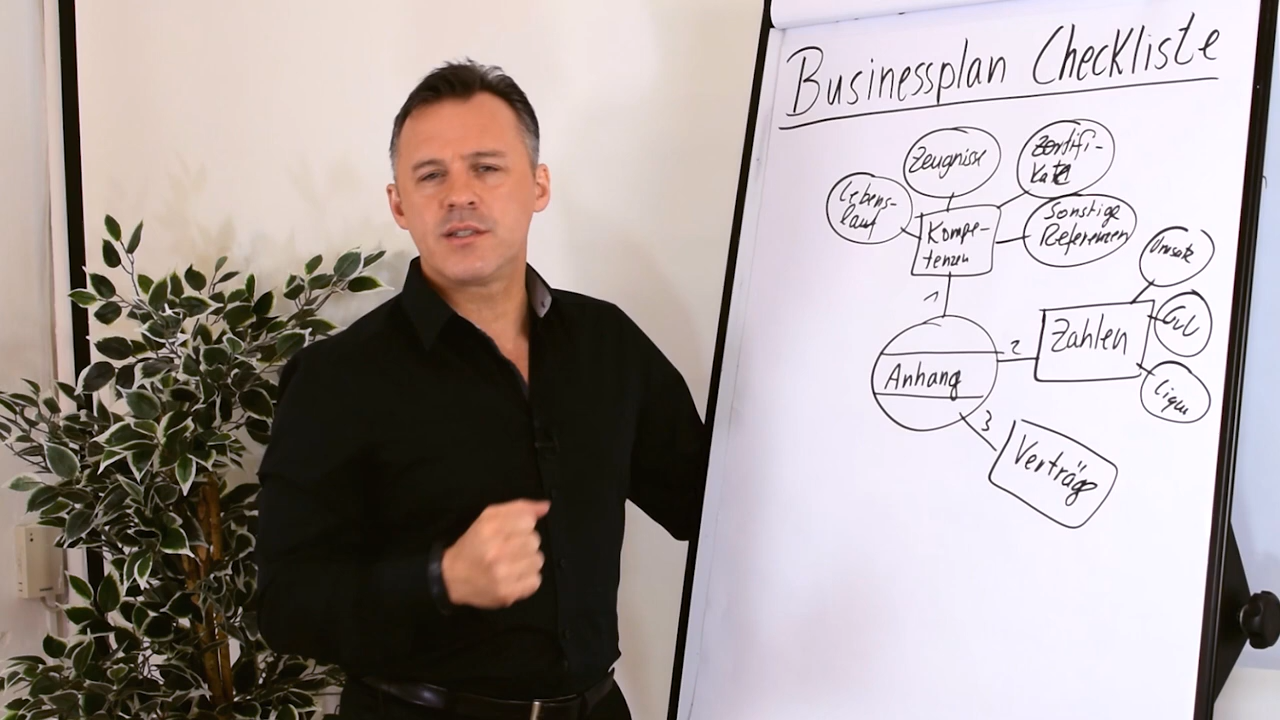 Businessplan Checkliste
Zeugnisse
Zertifi-
kate
Lebens-
lauf
Sonstige
Referenzen
Kompe-
tenzen
Umsatz
1
GuV
2
Zahlen
Anhang
Liqui
3
Verträge